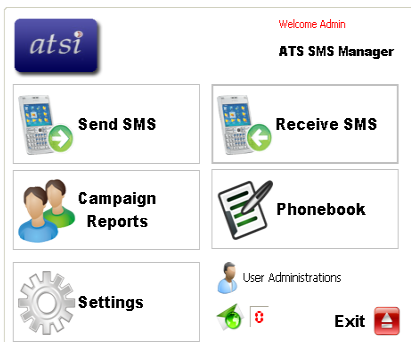 Welcome Admin
atsi
ATS SMS Manager
Send SMS
Receive SMS
Campaign
Reports
Phonebook
User Administrations
Settings
0
Exit